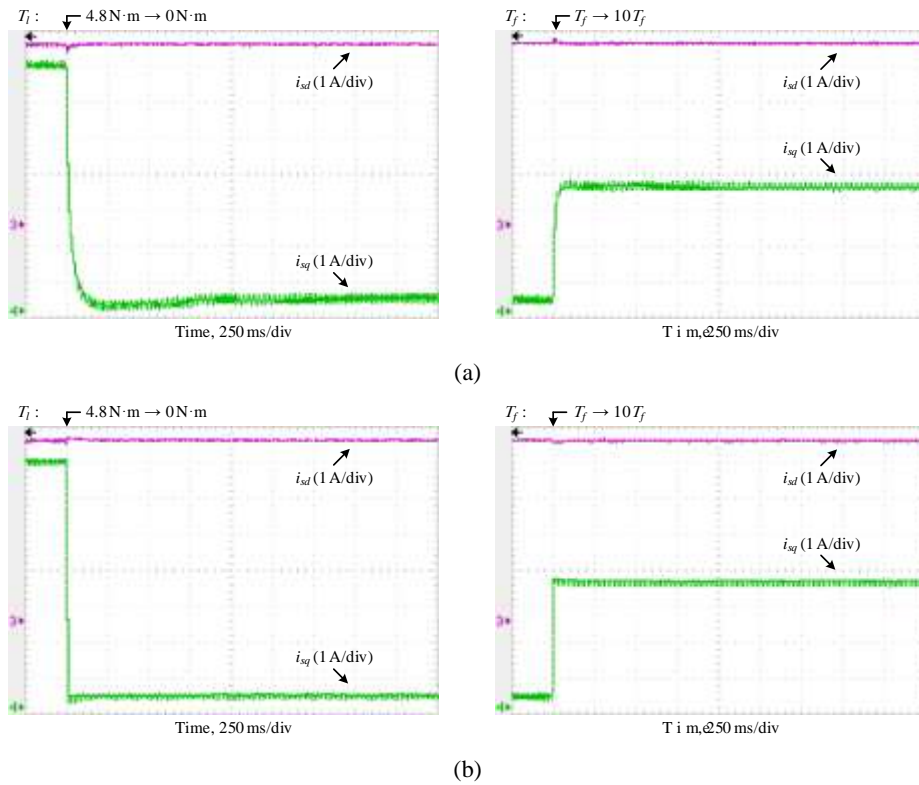 T_l : 4.8 N·m → 0 N·m
i_sd (1 A/div)
i_sq (1 A/div)
Time, 250 ms/div
T_f : T_f → 10 T_f
i_sd (1 A/div)
i_sq (1 A/div)
T i m,e250 ms/div
(a)
T_l : 4.8 N·m → 0 N·m
i_sd (1 A/div)
i_sq (1 A/div)
Time, 250 ms/div
T_f : T_f → 10 T_f
i_sd (1 A/div)
i_sq (1 A/div)
T i m,e250 ms/div
(b)